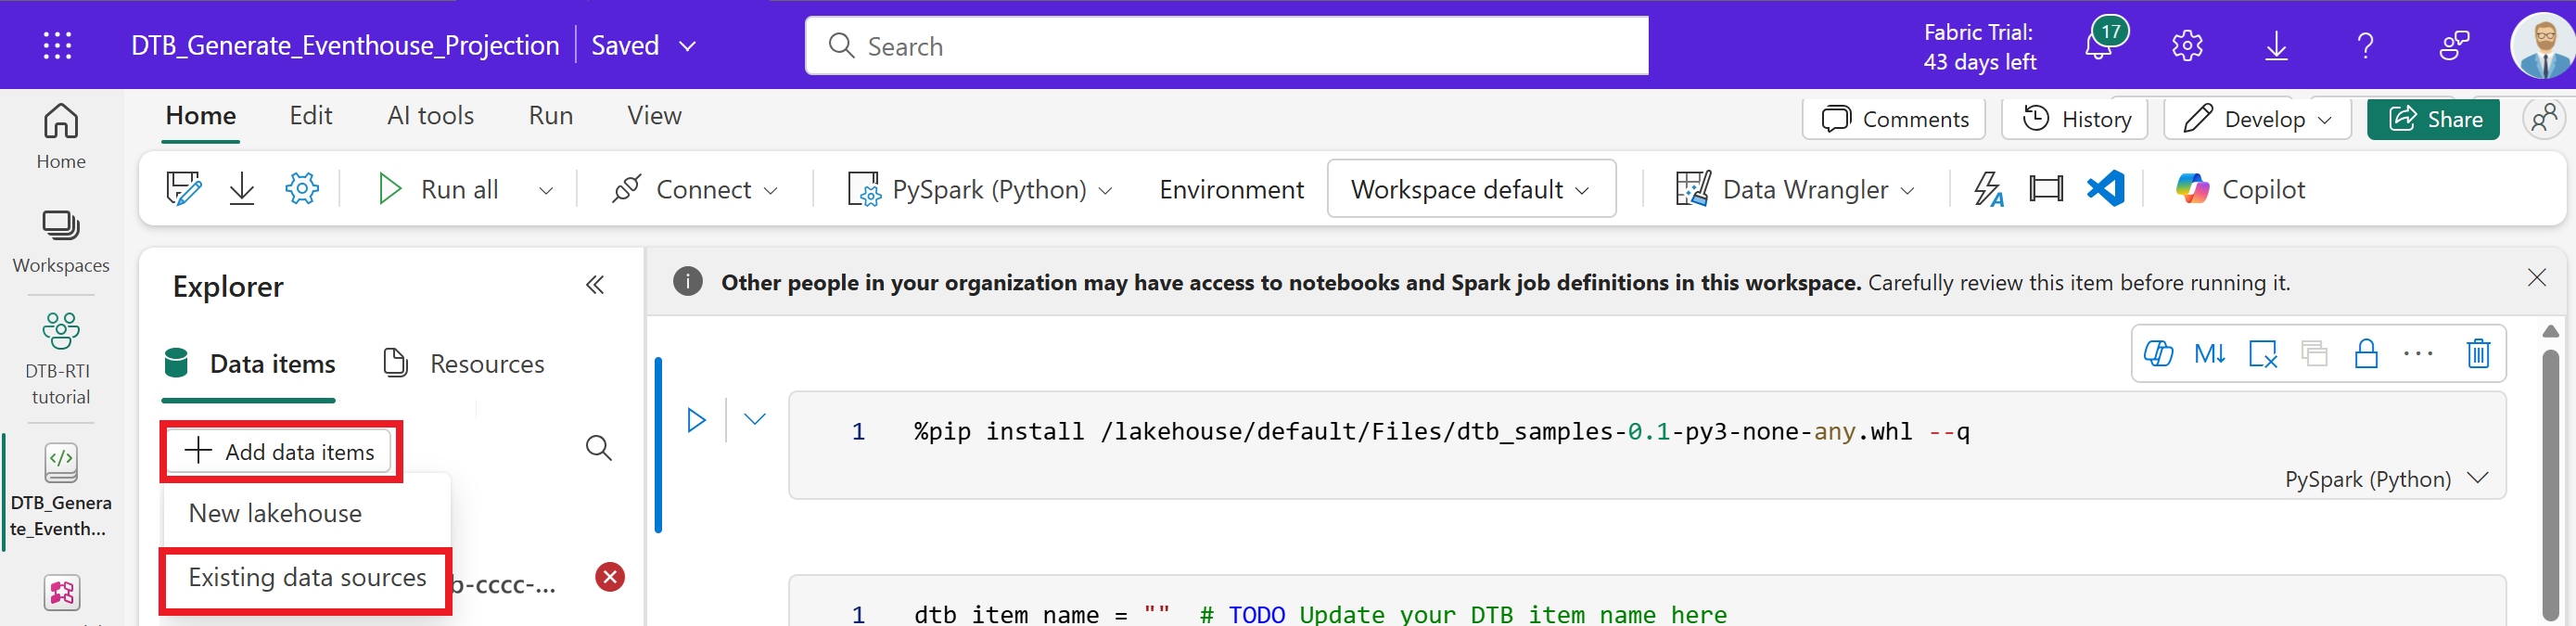 DTB_Generate_Eventhouse_Projection
Saved
Search
Fabric Trial:
43 days left
17
Home
Edit
AI tools
Run
View
Comments
History
Develop
Share
Home
Run all
Connect
PySpark (Python)
Environment
Workspace default
Data Wrangler
Copilot
Workspaces
DTB-RTI
tutorial
DTB_Genera
te_Eventh...
Explorer
Data items
Resources
Add data items
New lakehouse
Existing data sources
b-cccc-...
Other people in your organization may have access to notebooks and Spark job definitions in this workspace. Carefully review this item before running it.
M↓
1 %pip install /lakehouse/default/Files/dtb_samples-0.1-py3-none-any.whl --q
PySpark (Python)
1 dtb_item_name = "" # TODO Update your DTB item name here